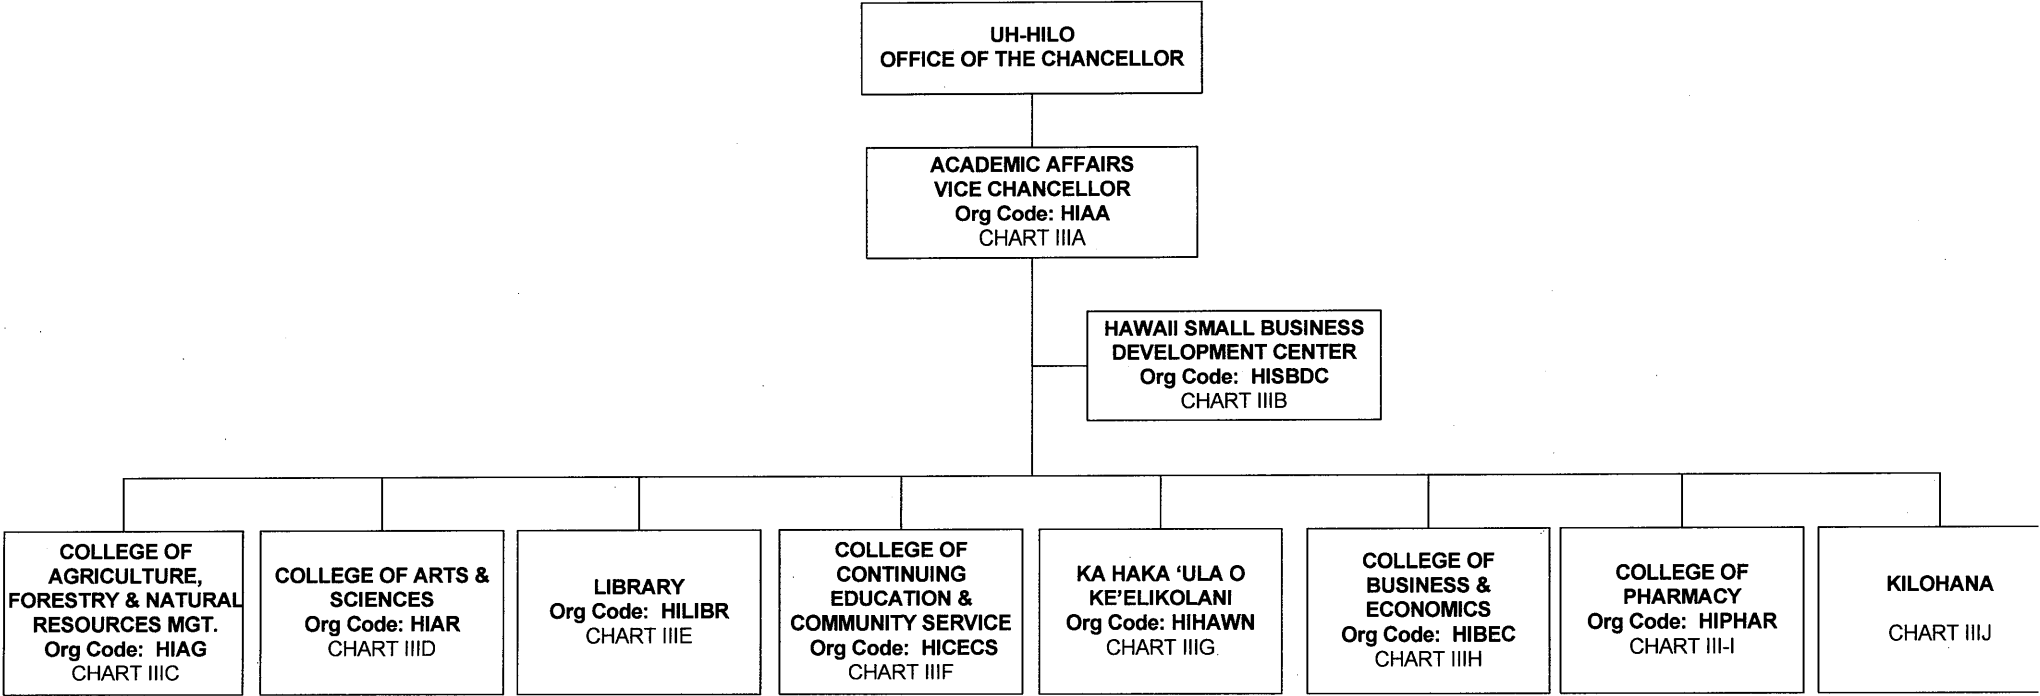 UH-HILO
OFFICE OF THE CHANCELLOR
ACADEMIC AFFAIRS
VICE CHANCELLOR
Org Code: HIAA
CHART IIIA
HAWAII SMALL BUSINESS
DEVELOPMENT CENTER
Org Code: HISBDC
CHART IIIB
COLLEGE OF
AGRICULTURE,
FORESTRY & NATURAL
RESOURCES MGT.
Org Code: HIAG
CHART IIIC
COLLEGE OF ARTS &
SCIENCES
Org Code: HIAR
CHART IIID
LIBRARY
Org Code: HILIBR
CHART IIIE
COLLEGE OF
CONTINUING
EDUCATION &
COMMUNITY SERVICE
Org Code: HICECS
CHART IIIF
KA HAKA ‘ULA O
KE’ELIKOLANI
Org Code: HIHAWN
CHART IIIG
COLLEGE OF
BUSINESS &
ECONOMICS
Org Code: HIBEC
CHART IIIH
COLLEGE OF
PHARMACY
Org Code: HIPHAR
CHART III-I
KILOHANA
CHART IIIJ